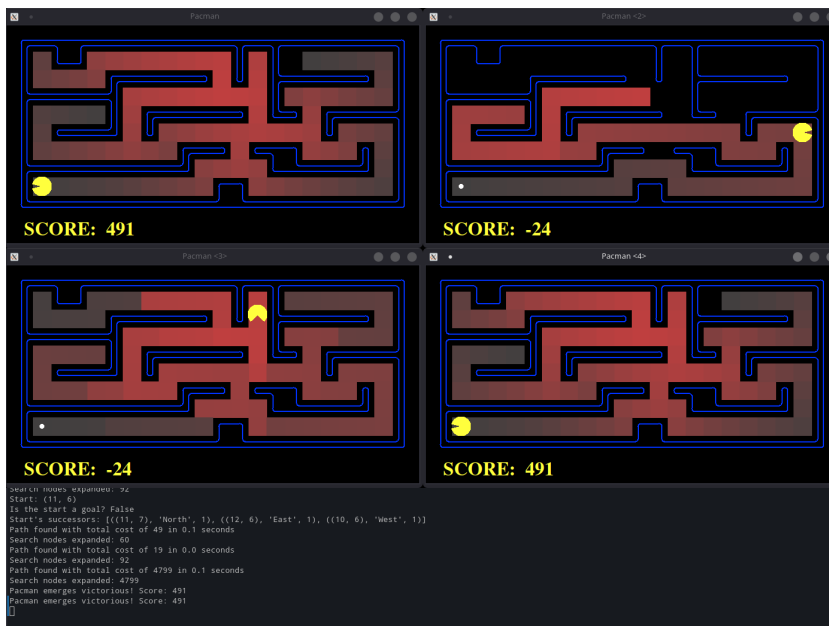 Pacman
Pacman <2>
SCORE: 491
SCORE: -24
Pacman <3>
Pacman <4>
SCORE: -24
SCORE: 491
Search nodes expanded: 92
Start: (11, 6)
Is the start a goal? False
Start's successors: [((11, 7), 'North', 1), ((12, 6), 'East', 1), ((10, 6), 'West', 1)]
Path found with total cost of 49 in 0.1 seconds
Search nodes expanded: 60
Path found with total cost of 19 in 0.0 seconds
Search nodes expanded: 92
Path found with total cost of 4799 in 0.1 seconds
Search nodes expanded: 4799
Pacman emerges victorious! Score: 491
Pacman emerges victorious! Score: 491